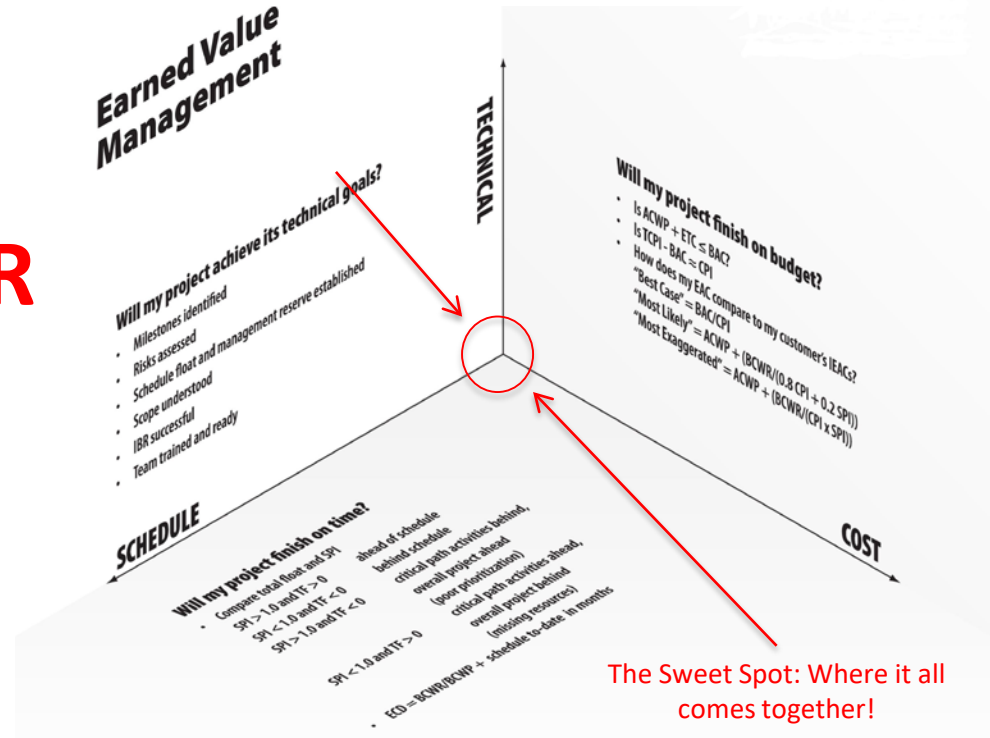 Earned Value
Management
R
TECHNICAL
Will my project achieve its technical goals?
• Milestones identified
• Risks assessed
• Schedule float and management reserve established
• Scope understood
• IBR successful
• Team trained and ready
Will my project finish on budget?
• Is ACWP + ETC ≤ BAC?
• Is TCPI - BAC ≈ CPI
• How does my EAC compare to my customer's IEACs?
"Best Case" = BAC/CPI
"Most Likely" = ACWP + (BCWR/(0.8 CPI + 0.2 SPI))
"Most Exaggerated" = ACWP + (BCWR/(CPI x SPI))
SCHEDULE
COST
Will my project finish on time?
• Compare total float and SPI
SPI > 1.0 and TF > 0 ahead of schedule
SPI < 1.0 and TF < 0 behind schedule
SPI > 1.0 and TF < 0 critical path activities behind,
overall project ahead
(poor prioritization)
SPI < 1.0 and TF > 0 critical path activities ahead,
overall project behind
(missing resources)
• ECD = BCWR/BCWP + schedule to-date in months
The Sweet Spot: Where it all
comes together!